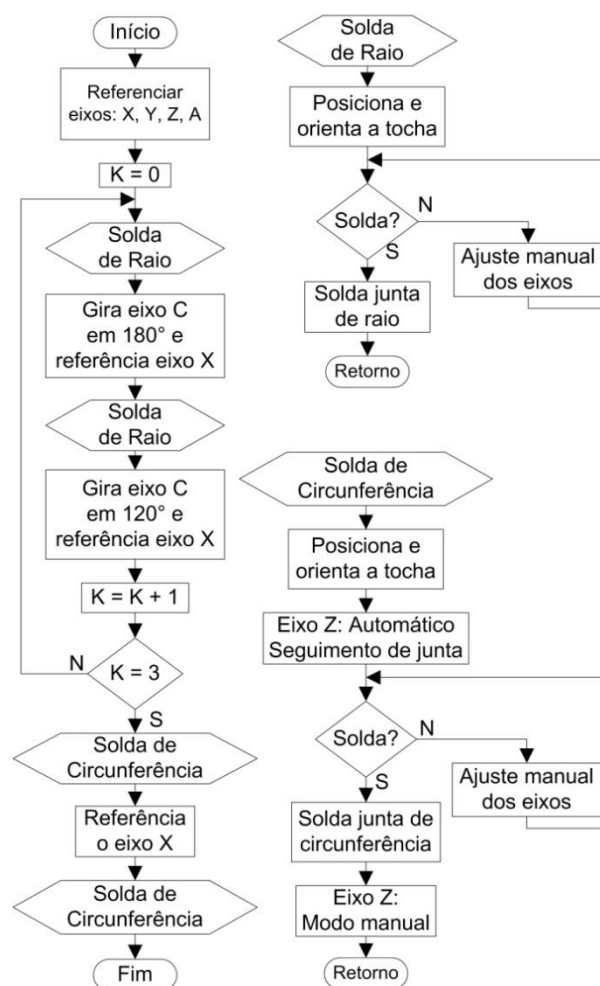 Início
Referenciar
eixos: X, Y, Z, A
K = 0
Solda
de Raio
Gira eixo C
em 180° e
referência eixo X
Solda
de Raio
Gira eixo C
em 120° e
referência eixo X
K = K + 1
N
K = 3
S
Solda de
Circunferência
Referência
o eixo X
Solda de
Circunferência
Fim
Solda
de Raio
Posiciona e
orienta a tocha
Solda?
N
S
Ajuste manual
dos eixos
Solda junta
de raio
Retorno
Solda de
Circunferência
Posiciona e
orienta a tocha
Eixo Z: Automático
Seguimento de junta
Solda?
N
S
Ajuste manual
dos eixos
Solda junta de
circunferência
Eixo Z:
Modo manual
Retorno